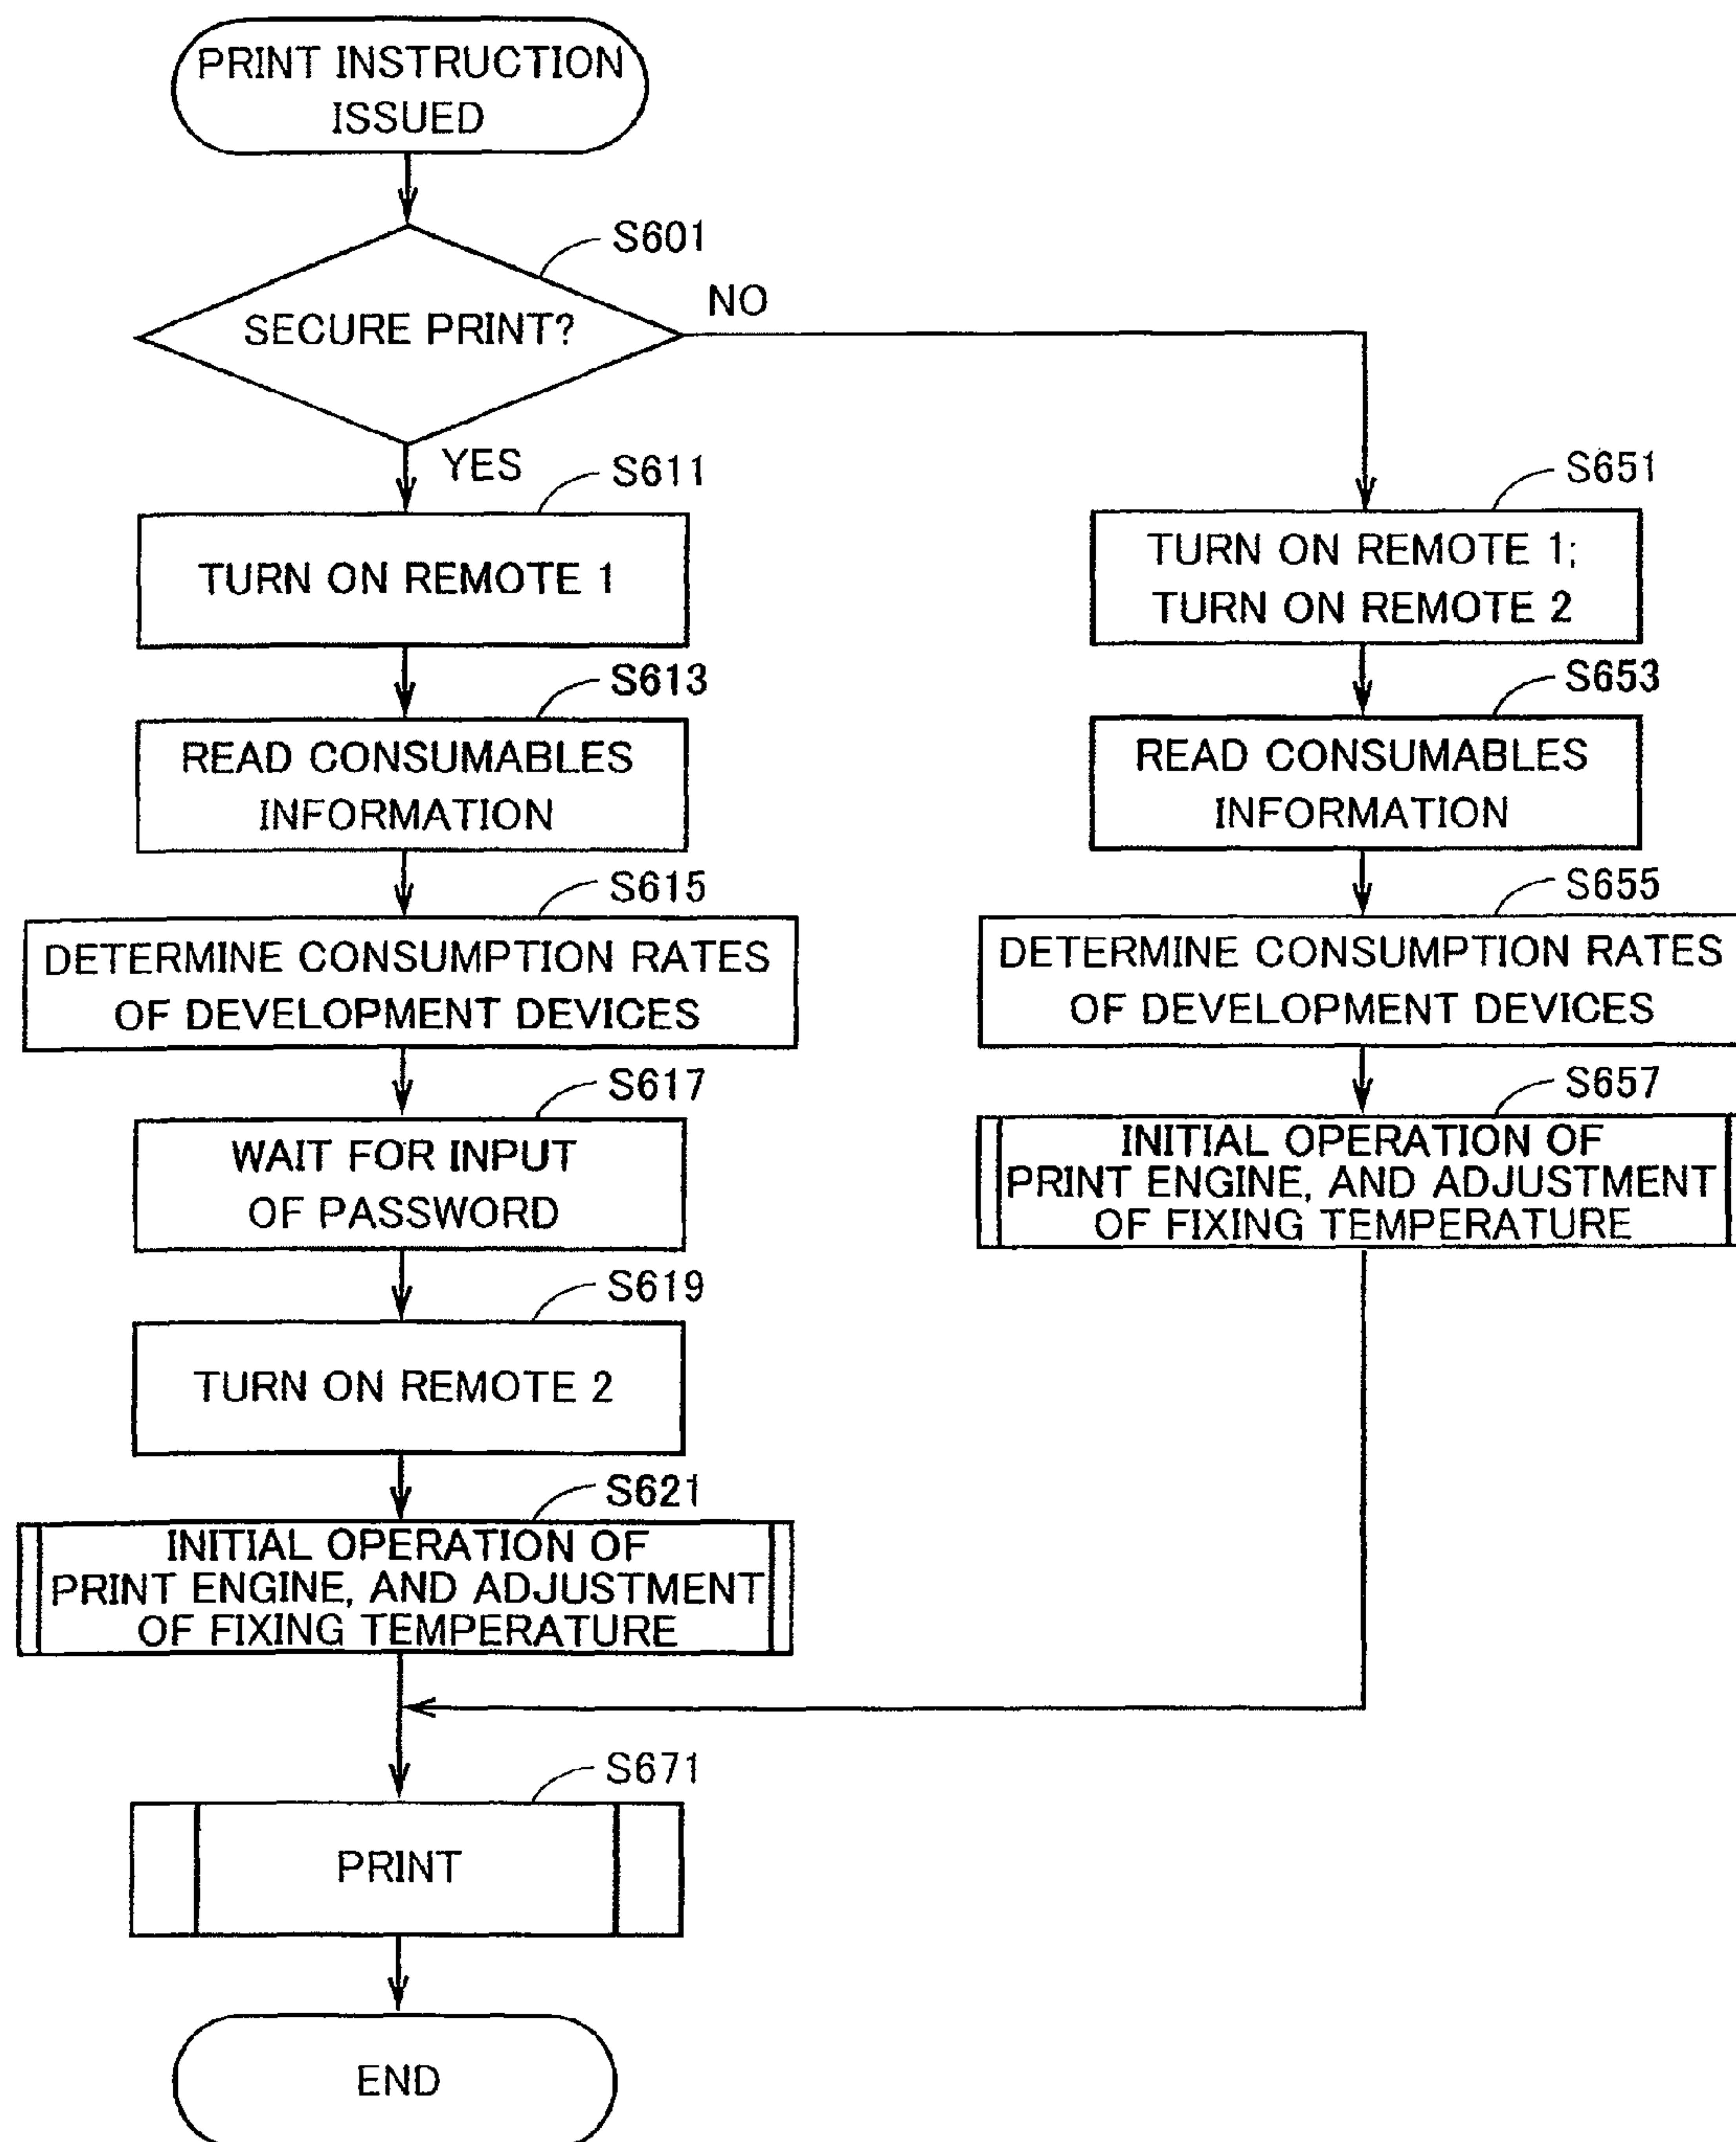 PRINT INSTRUCTION
ISSUED
S601
SECURE PRINT?
NO
YES
S611
TURN ON REMOTE 1
S613
READ CONSUMABLES
INFORMATION
S615
DETERMINE CONSUMPTION RATES
OF DEVELOPMENT DEVICES
S617
WAIT FOR INPUT
OF PASSWORD
S619
TURN ON REMOTE 2
S621
INITIAL OPERATION OF
PRINT ENGINE, AND ADJUSTMENT
OF FIXING TEMPERATURE
S651
TURN ON REMOTE 1;
TURN ON REMOTE 2
S653
READ CONSUMABLES
INFORMATION
S655
DETERMINE CONSUMPTION RATES
OF DEVELOPMENT DEVICES
S657
INITIAL OPERATION OF
PRINT ENGINE, AND ADJUSTMENT
OF FIXING TEMPERATURE
S671
PRINT
END